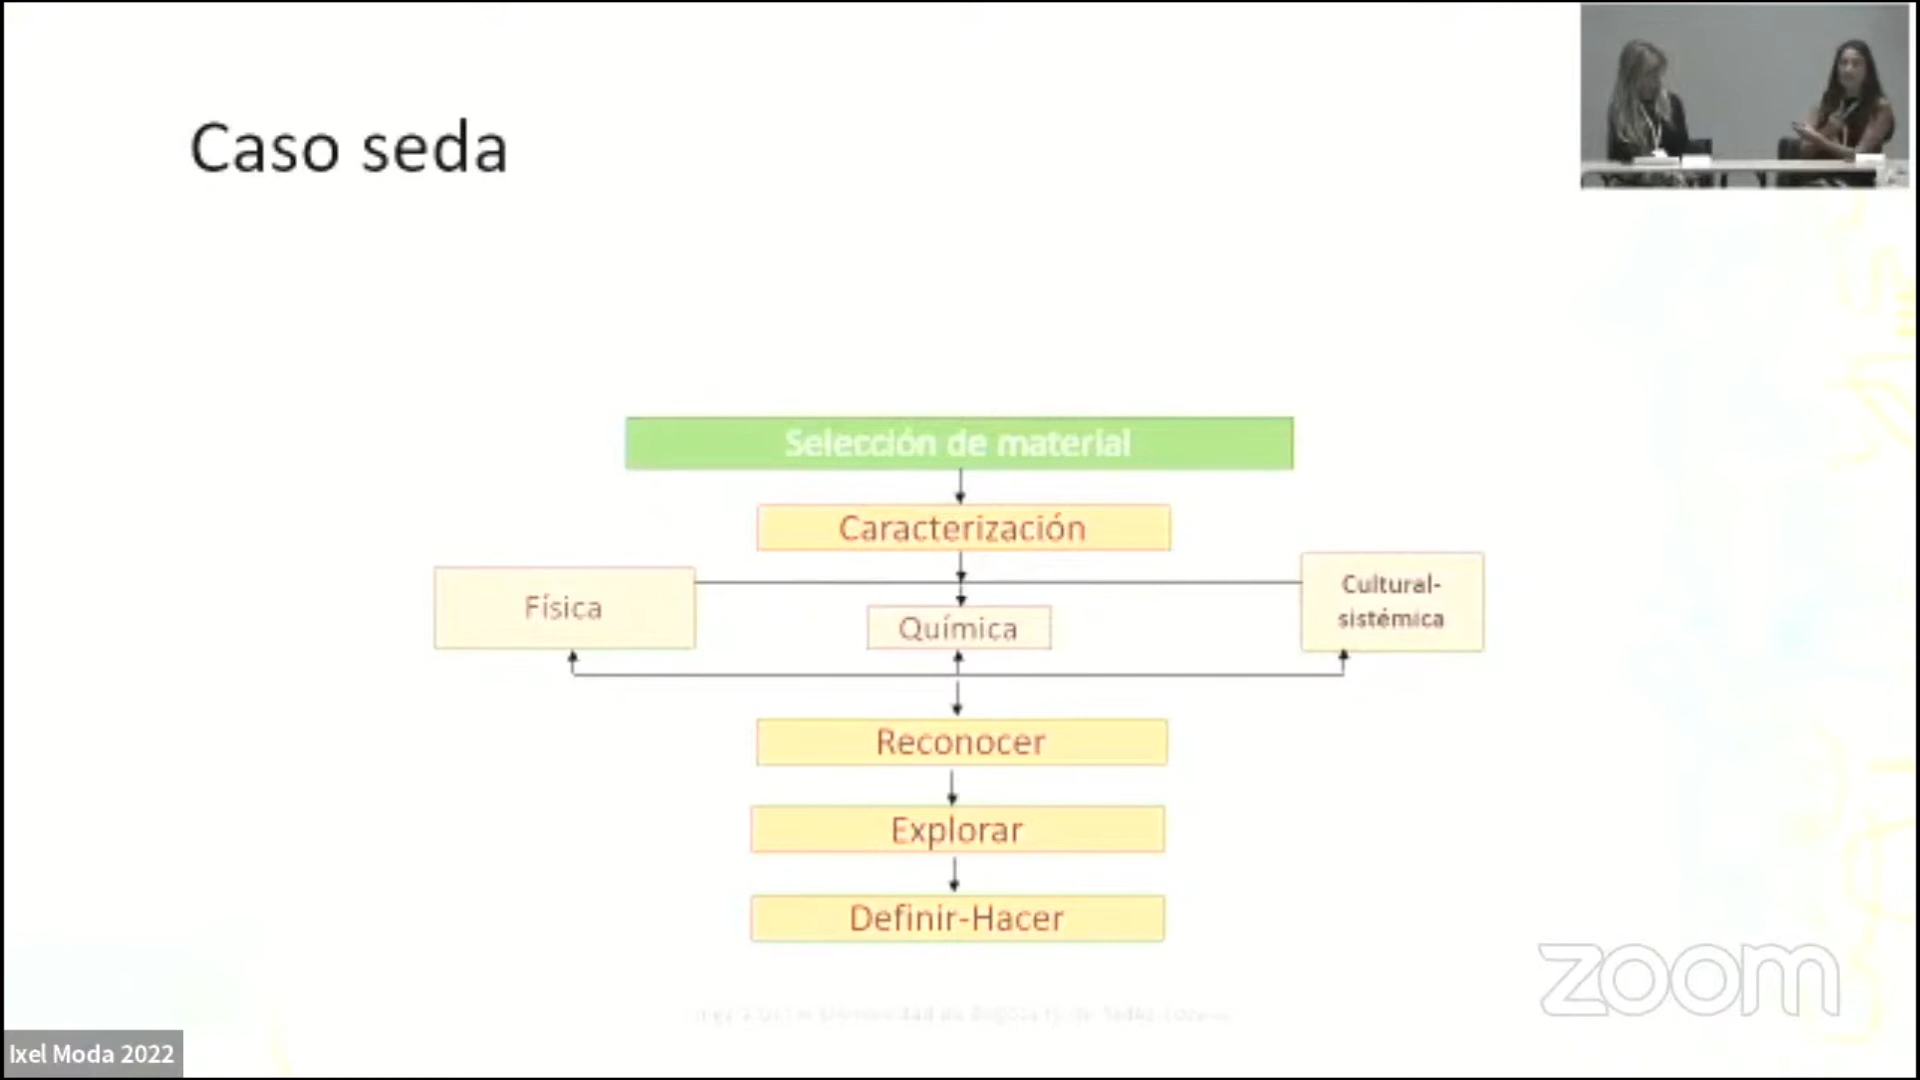 Caso seda
Selección de material
Caracterización
Física
Química
Cultural-
sistémica
Reconocer
Explorar
Definir-Hacer
zoom
Ixel Moda 2022